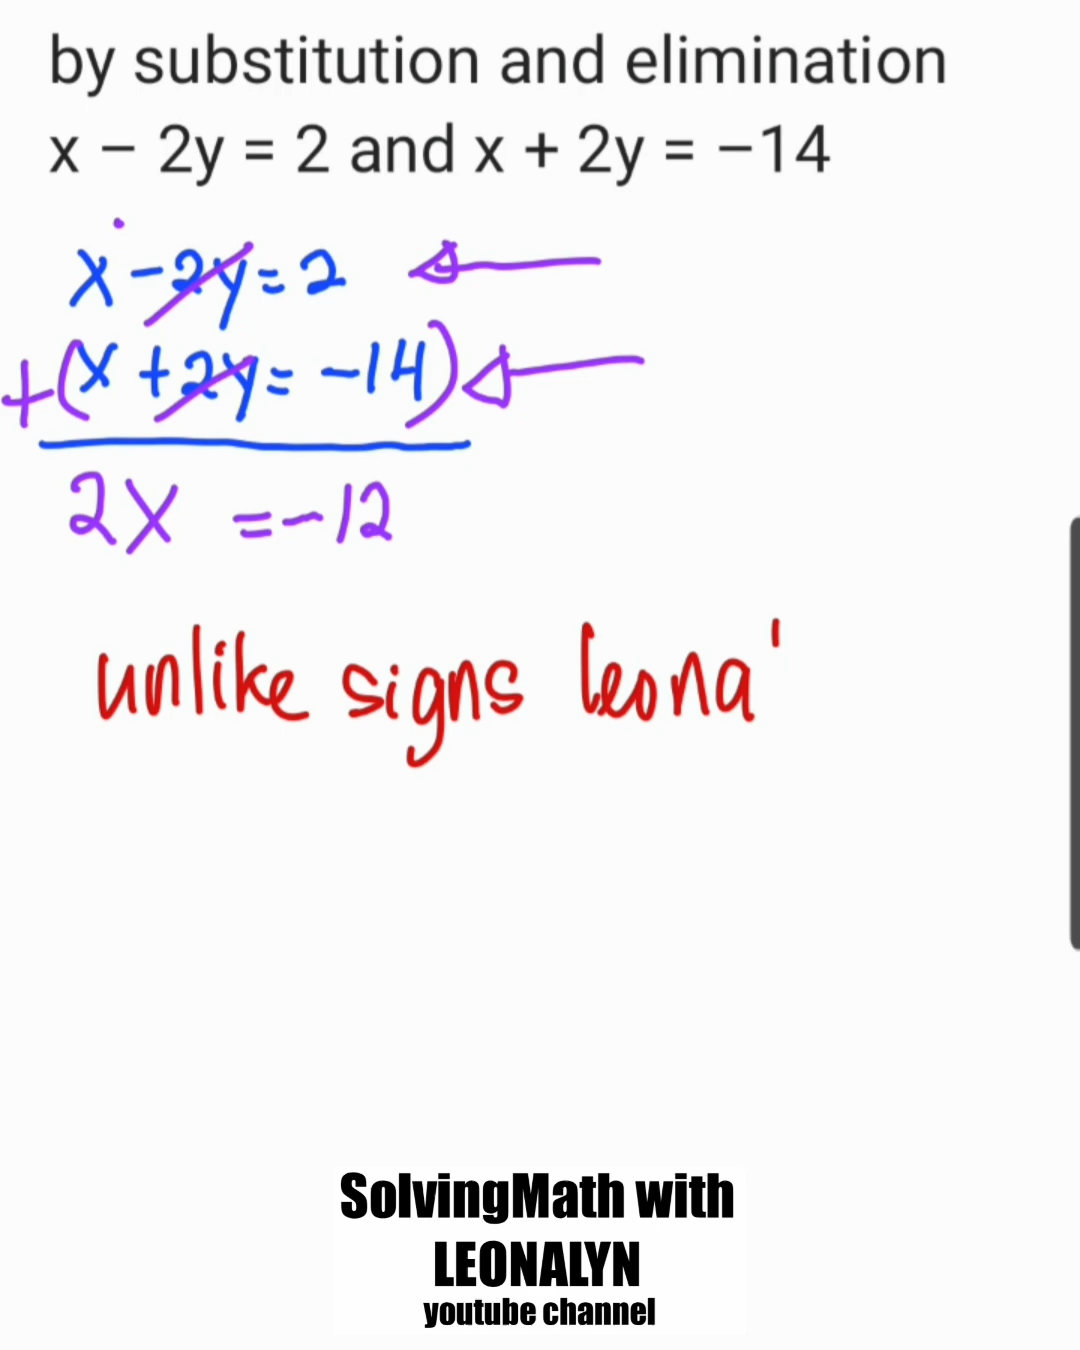 by substitution and elimination
x − 2y = 2 and x + 2y = −14
x - 2y = 2
+(x + 2y = -14)
2x = -12
unlike signs leona'
SolvingMath with
LEONALYN
youtube channel